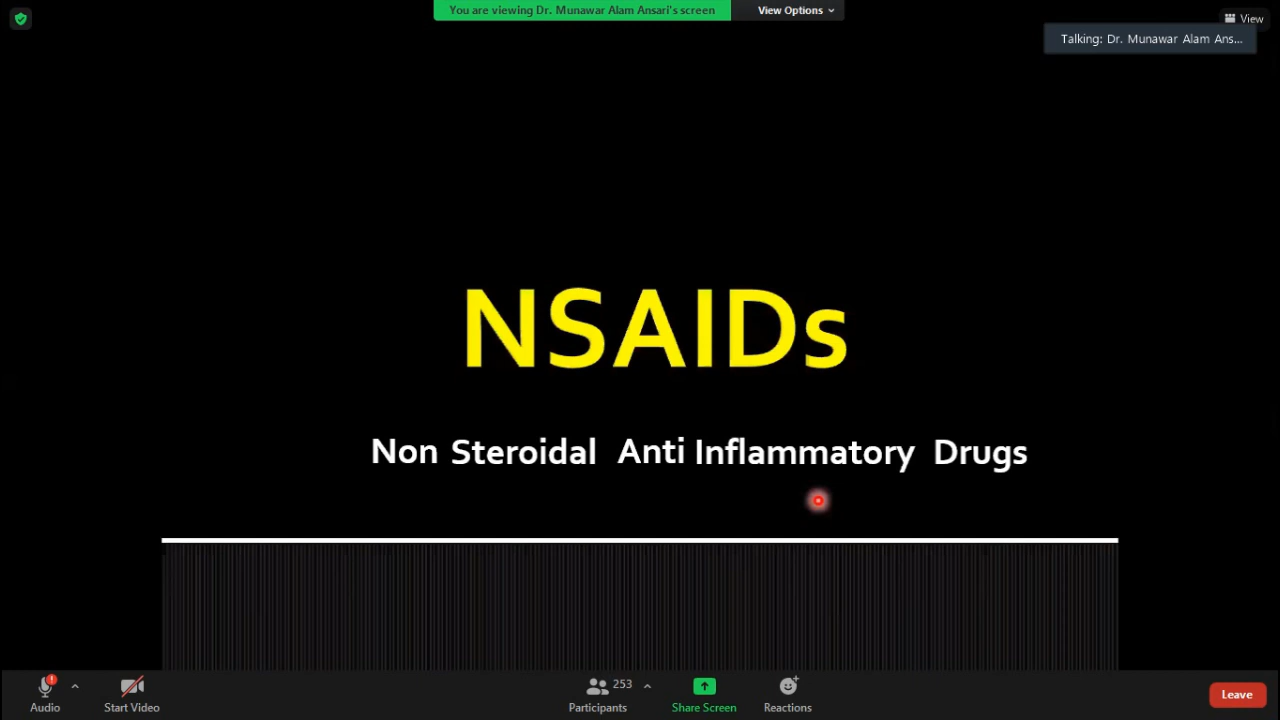 You are viewing Dr. Munawar Alam Ansari's screen
View Options
View
Talking: Dr. Munawar Alam Ans...
NSAIDs
Non Steroidal Anti Inflammatory Drugs
Audio
Start Video
253
Participants
Share Screen
Reactions
Leave